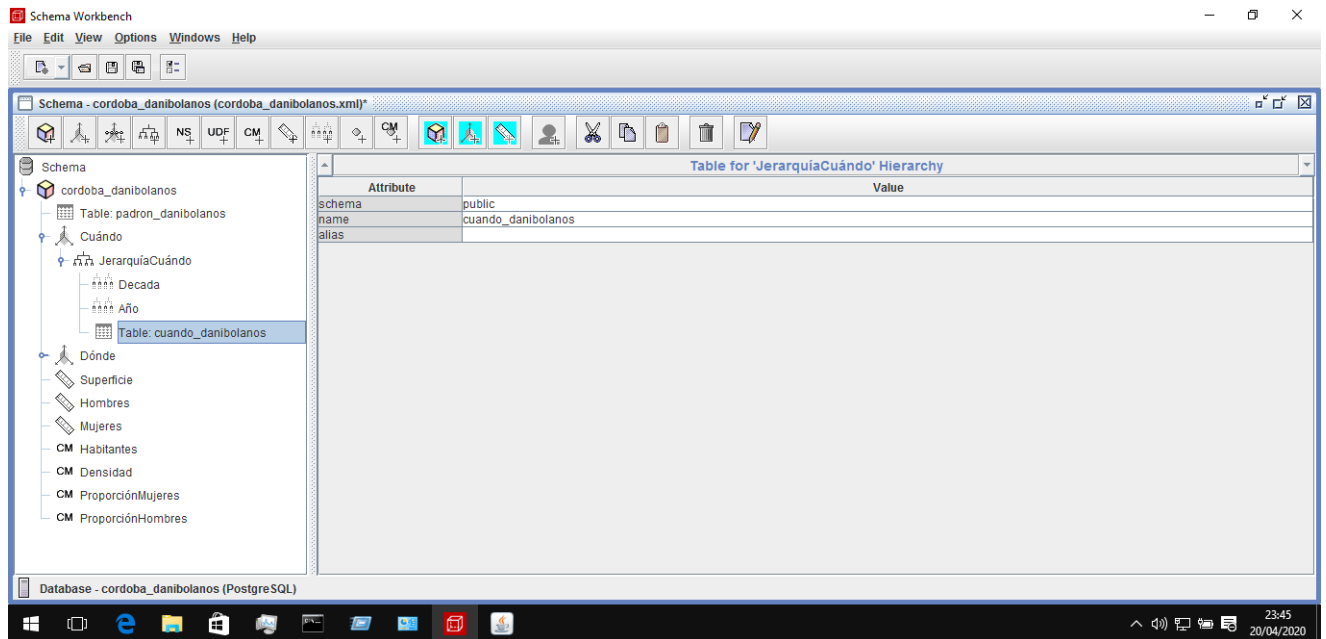 Schema Workbench
File Edit View Options Windows Help
Schema - cordoba_danibolanos (cordoba_danibolanos.xml)*
NS UDF CM CM
Schema
cordoba_danibolanos
Table: padron_danibolanos
Cuándo
JerarquíaCuándo
Decada
Año
Table: cuando_danibolanos
Dónde
Superficie
Hombres
Mujeres
CM Habitantes
CM Densidad
CM ProporciónMujeres
CM ProporciónHombres
Table for 'JerarquíaCuándo' Hierarchy
Attribute Value
schema public
name cuando_danibolanos
alias
Database - cordoba_danibolanos (PostgreSQL)
23:45
20/04/2020